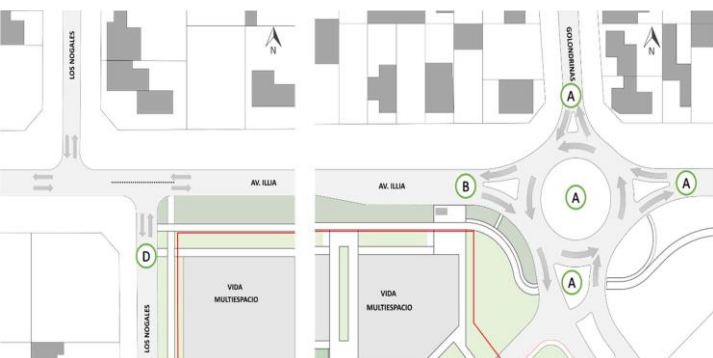 LOS NOGALES
N
AV. ILLIA
D
VIDA
MULTIESPACIO
LOS NOGALES
GOLONDRINAS
N
A
AV. ILLIA
B
A
A
A
VIDA
MULTIESPACIO